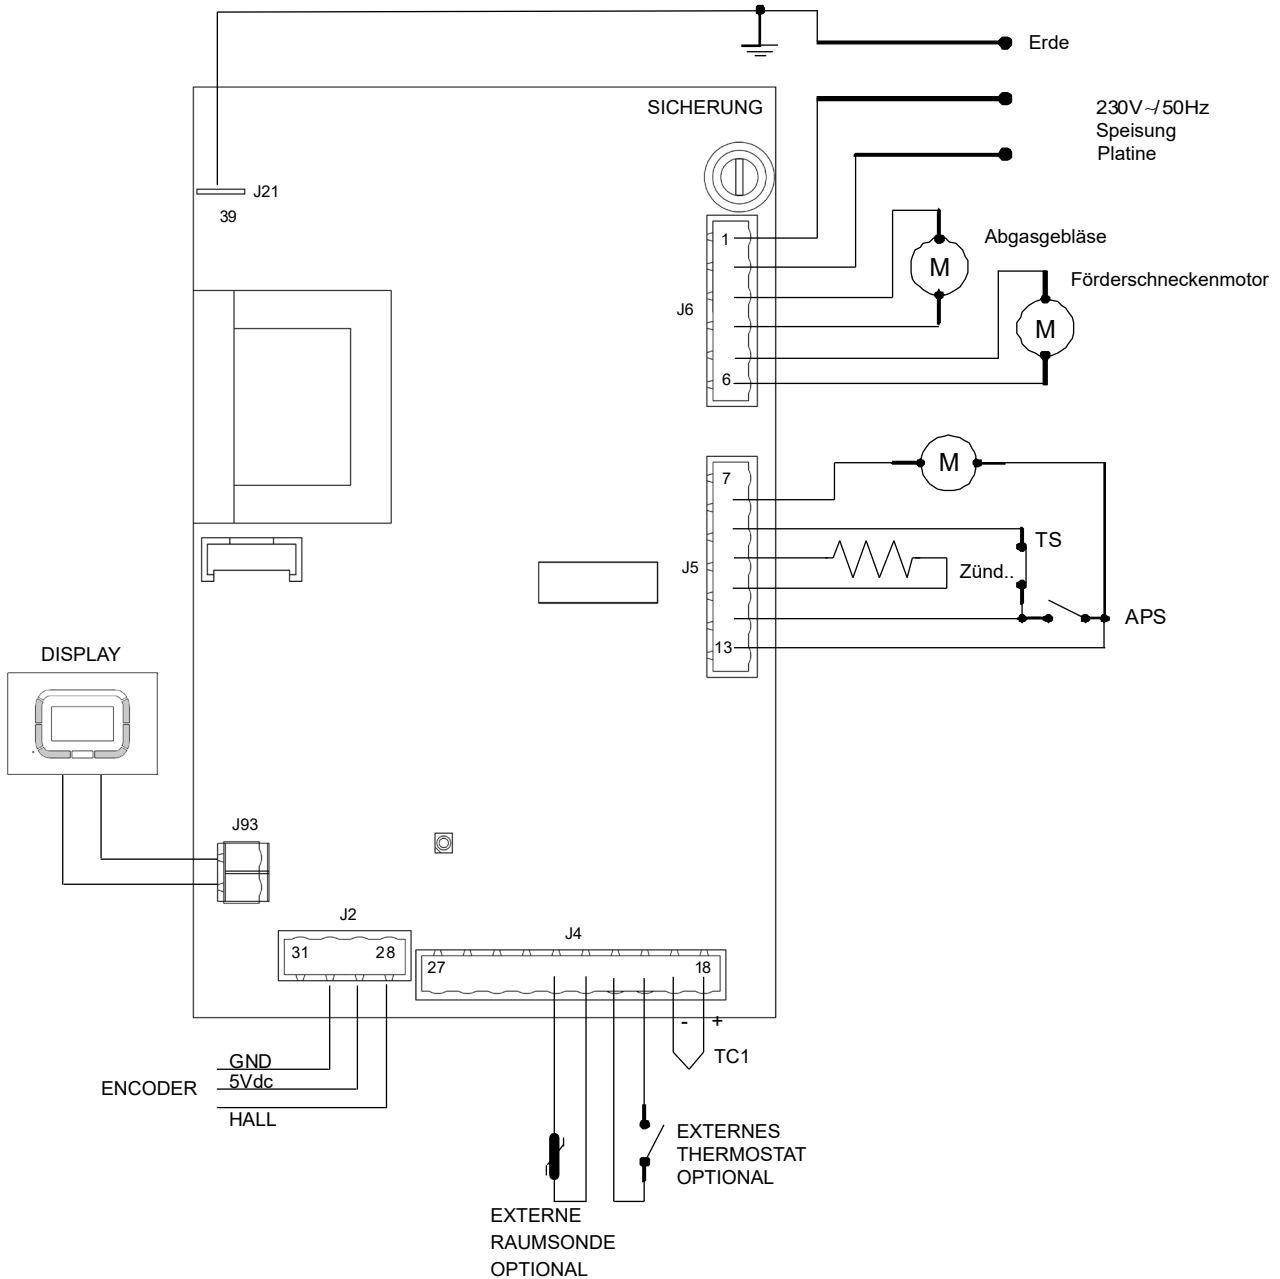 Erde
SICHERUNG
230V~/50Hz
Speisung
Platine
J21
39
1
Abgasgebläse
M
Förderschneckenmotor
J6
M
6
7
M
TS
J5
Zünd..
APS
13
DISPLAY
J93
J2
31
28
J4
27
18
-
+
TC1
GND
5Vdc
ENCODER
HALL
EXTERNES
THERMOSTAT
OPTIONAL
EXTERNE
RAUMSONDE
OPTIONAL